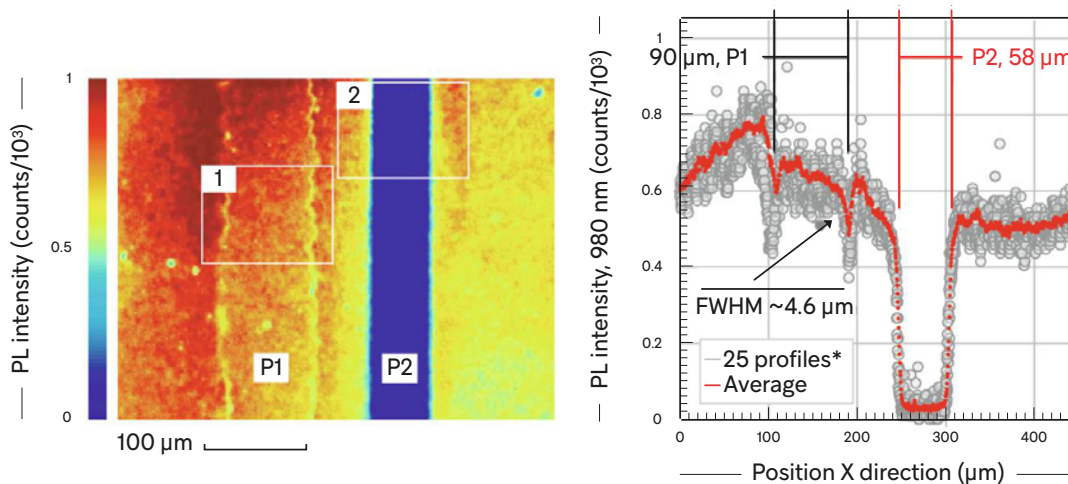 PL intensity (counts/10³)
1
0.5
0
1
2
P1
P2
100 µm
PL intensity, 980 nm (counts/10³)
1
0.8
0.6
0.4
0.2
0
90 µm, P1
P2, 58 µm
FWHM ~4.6 µm
25 profiles*
Average
0 100 200 300 400
Position X direction (µm)